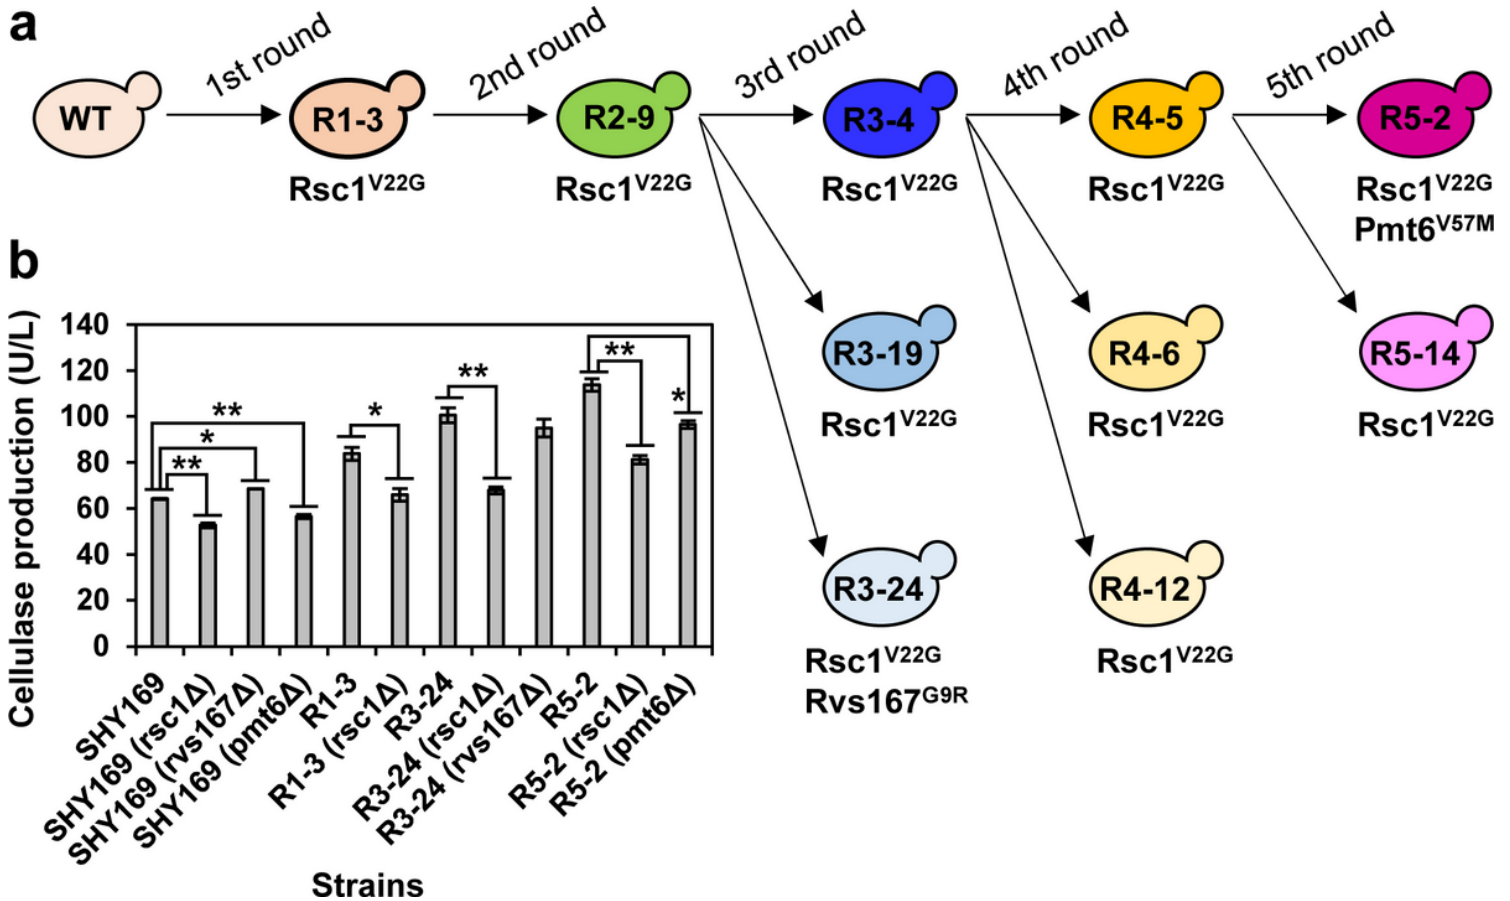 a
1st round
2nd round
3rd round
4th round
5th round
WT
R1-3
R2-9
R3-4
R4-5
R5-2
Rsc1V22G
Rsc1V22G
Rsc1V22G
Rsc1V22G
Rsc1V22G
Pmt6V57M
R3-19
R4-6
R5-14
Rsc1V22G
Rsc1V22G
Rsc1V22G
R3-24
R4-12
Rsc1V22G
Rvs167G9R
Rsc1V22G
b
Cellulase production (U/L)
140
120
100
80
60
40
20
0
**
*
**
*
**
**
*
SHY169
SHY169 (rsc1Δ)
SHY169 (rvs167Δ)
SHY169 (pmt6Δ)
R1-3
R1-3 (rsc1Δ)
R3-24
R3-24 (rsc1Δ)
R3-24 (rvs167Δ)
R5-2
R5-2 (rsc1Δ)
R5-2 (pmt6Δ)
Strains